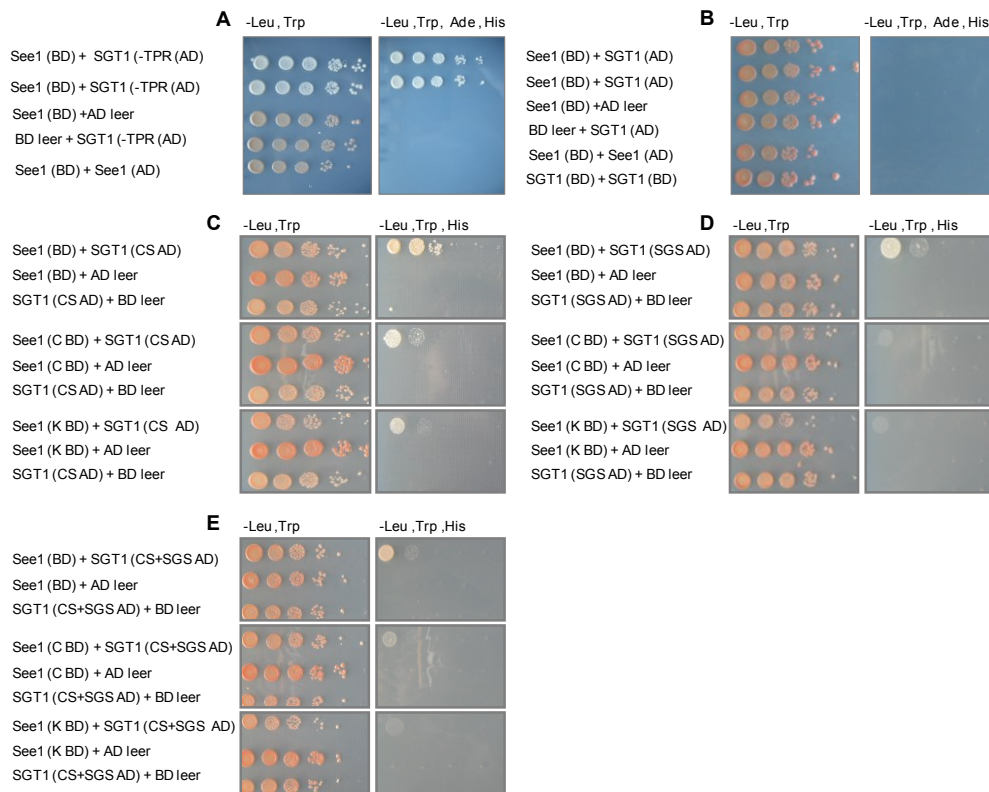 A
-Leu,Trp
-Leu,Trp, Ade,His
See1(BD)+ SGT1(-TPR(AD)
See1(BD)+SGT1(-TPR(AD)
See1(BD)+AD leer
BD leer + SGT1(-TPR(AD)
See1(BD) + See1(AD)
B
-Leu,Trp
-Leu,Trp, Ade,His
See1(BD) + SGT1(AD)
See1(BD) + SGT1(AD)
See1(BD)+AD leer
BD leer + SGT1(AD)
See1(BD) + See1(AD)
SGT1(BD) + SGT1(BD)
C
-Leu,Trp
-Leu,Trp,His
See1(BD) + SGT1(CS AD)
See1(BD) + AD leer
SGT1(CS AD) + BD leer
See1(C BD) + SGT1(CS AD)
See1(C BD) + AD leer
SGT1(CS AD) + BD leer
See1(K BD) + SGT1(CS AD)
See1(K BD) + AD leer
SGT1(CS AD) + BD leer
D
-Leu,Trp
-Leu,Trp,His
See1(BD) + SGT1(SGS AD)
See1(BD) + AD leer
SGT1(SGS AD) + BD leer
See1(C BD) + SGT1(SGS AD)
See1(C BD) + AD leer
SGT1(SGS AD) + BD leer
See1(K BD) + SGT1(SGS AD)
See1(K BD) + AD leer
SGT1(SGS AD) + BD leer
E
-Leu,Trp
-Leu,Trp,His
See1(BD) + SGT1(CS+SGS AD)
See1(BD) + AD leer
SGT1(CS+SGS AD) + BD leer
See1(C BD) + SGT1(CS+SGS AD)
See1(C BD) + AD leer
SGT1(CS+SGS AD) + BD leer
See1(K BD) + SGT1(CS+SGS AD)
See1(K BD) + AD leer
SGT1(CS+SGS AD) + BD leer